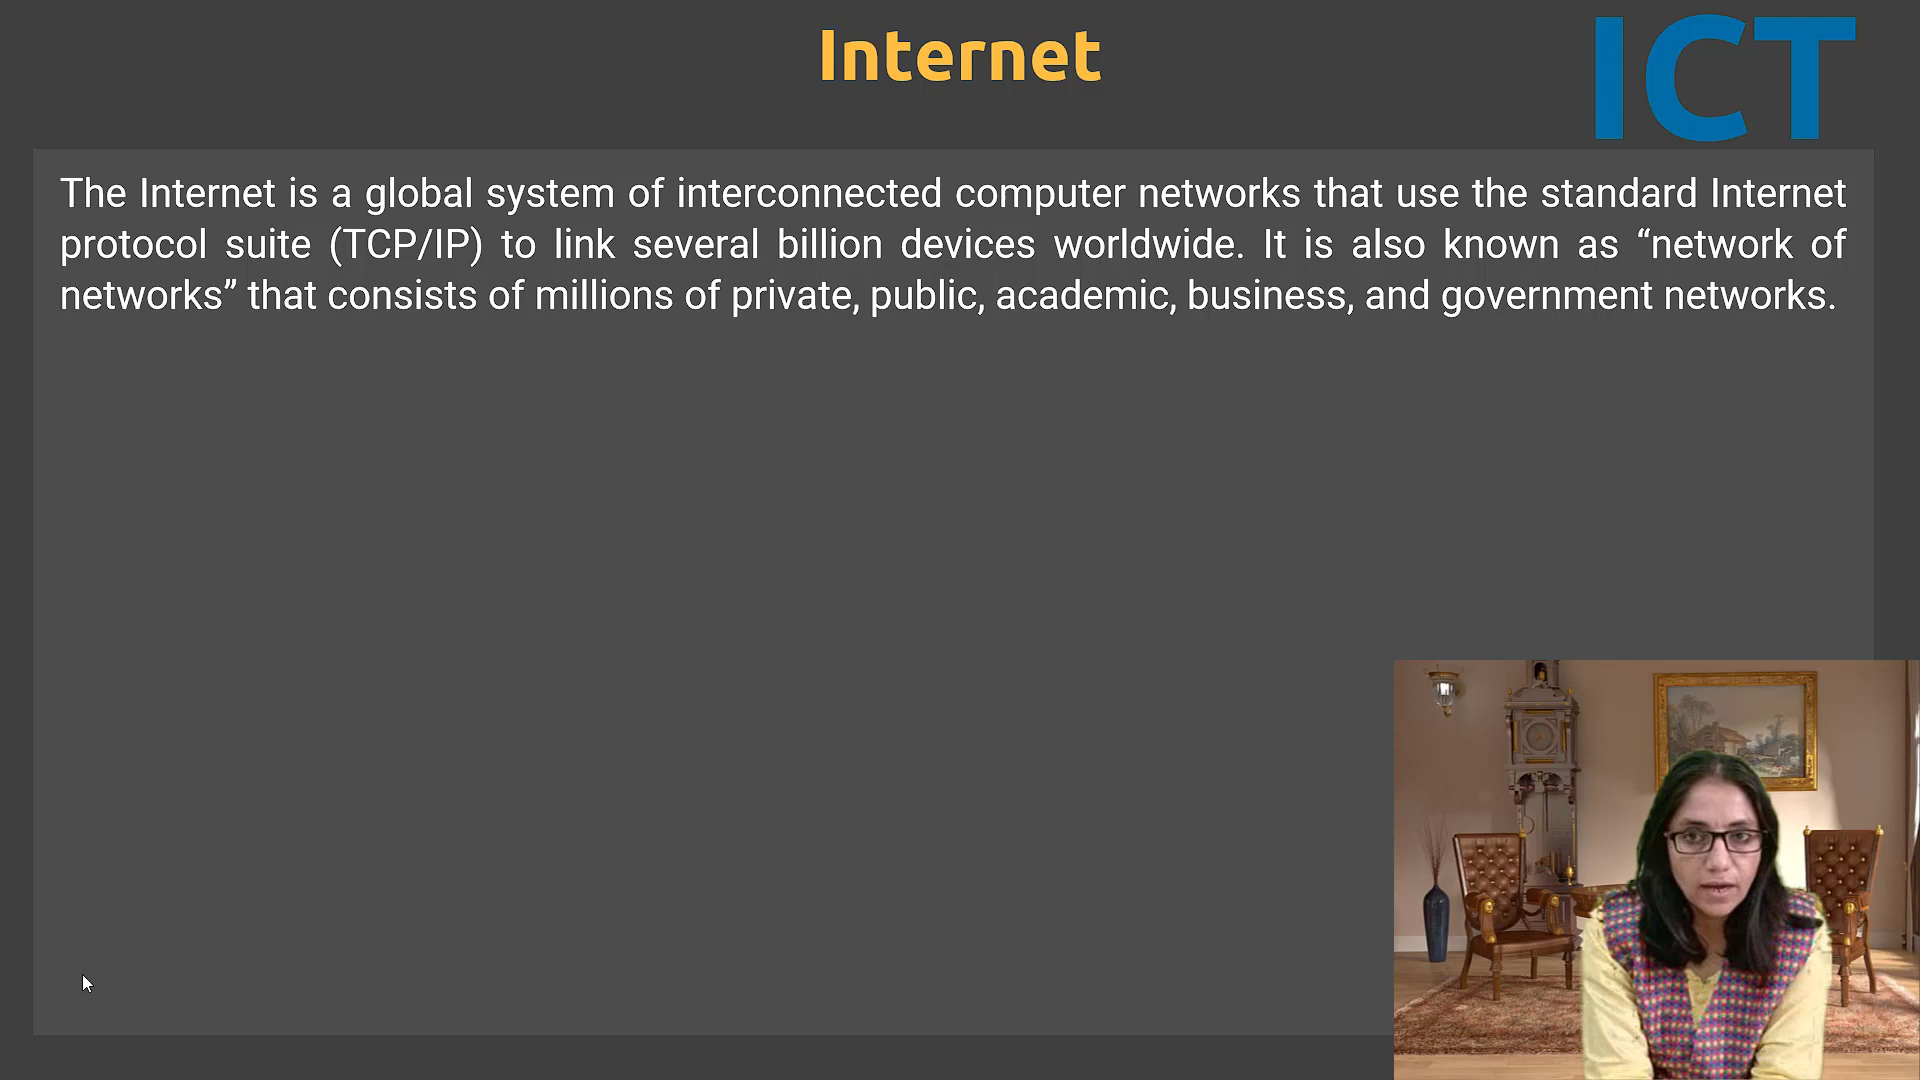 Internet
ICT
The Internet is a global system of interconnected computer networks that use the standard Internet
protocol suite (TCP/IP) to link several billion devices worldwide. It is also known as “network of
networks” that consists of millions of private, public, academic, business, and government networks.